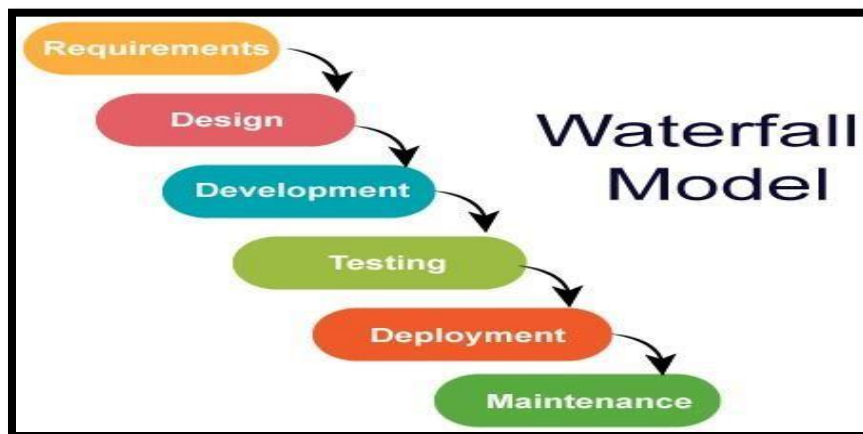 Requirements
Design
Waterfall
Model
Development
Testing
Deployment
Maintenance